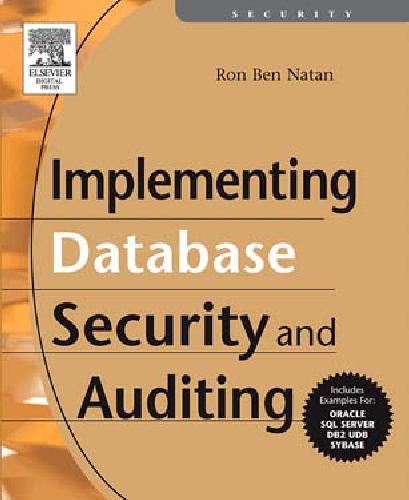 SECURITY
ELSEVIER
DIGITAL
PRESS
Ron Ben Natan
Implementing
Database
Security and
Auditing
Includes
Examples For:
ORACLE
SQL SERVER
DB2 UDB
SYBASE